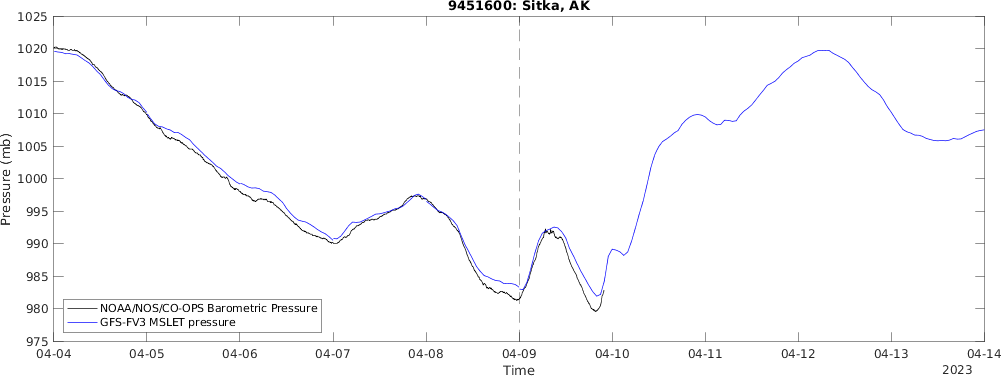 9451600: Sitka, AK
1025
1020
1015
1010
1005
1000
995
990
985
980
975
Pressure (mb)
NOAA/NOS/CO-OPS Barometric Pressure
GFS-FV3 MSLET pressure
04-04 04-05 04-06 04-07 04-08 04-09 04-10 04-11 04-12 04-13 04-14
Time
2023